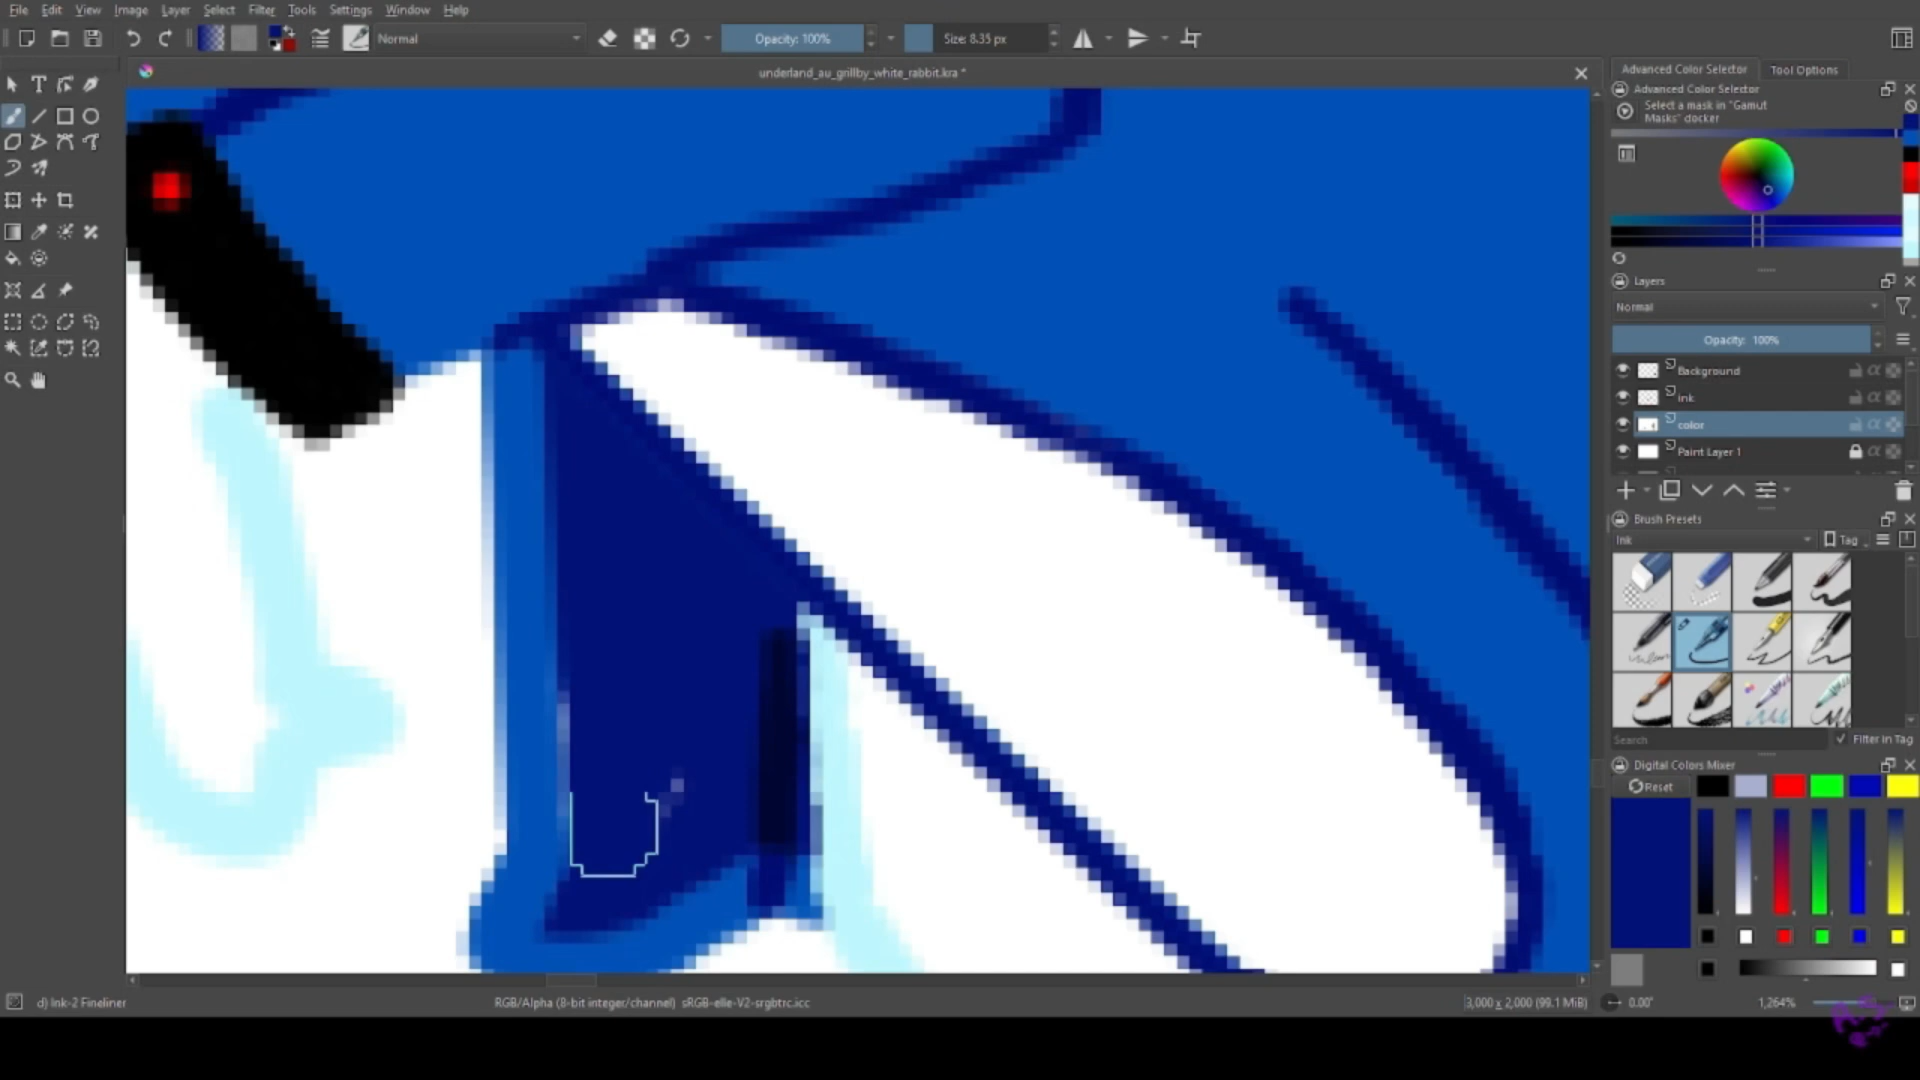 File Edit View Image Layer Select Filter Tools Settings Window Help
Normal Opacity: 100% Size: 8.35 px
underland_au_grillby_white_rabbit.kra *
Advanced Color Selector Tool Options
Advanced Color Selector
Select a mask in "Gamut
Masks" docker
Layers
Normal
Opacity: 100%
Background
ink
color
Paint Layer 1
Brush Presets
Ink Tag
Search Filter in Tag
Digital Colors Mixer
Reset
d) Ink-2 Fineliner RGB/Alpha (8-bit integer/channel) sRGB-elle-V2-srgbtrc.icc 3,000 x 2,000 (99.1 MiB) 0.00° 1,264%